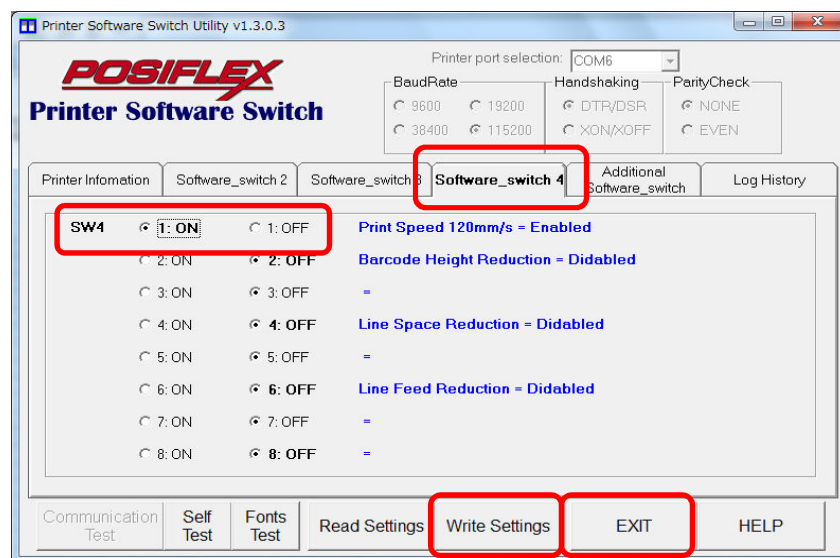 Printer Software Switch Utility v1.3.0.3
POSIFLEX
Printer Software Switch
Printer port selection: COM6
BaudRate
9600 19200
38400 115200
Handshaking
DTR/DSR
XON/XOFF
ParityCheck
NONE
EVEN
Printer Infomation Software_switch 2 Software_switch 3 Software_switch 4 Additional Software_switch Log History
SW4 1: ON 1: OFF Print Speed 120mm/s = Enabled
2: ON 2: OFF Barcode Height Reduction = Didabled
3: ON 3: OFF =
4: ON 4: OFF Line Space Reduction = Didabled
5: ON 5: OFF =
6: ON 6: OFF Line Feed Reduction = Didabled
7: ON 7: OFF =
8: ON 8: OFF =
Communication Test Self Test Fonts Test Read Settings Write Settings EXIT HELP